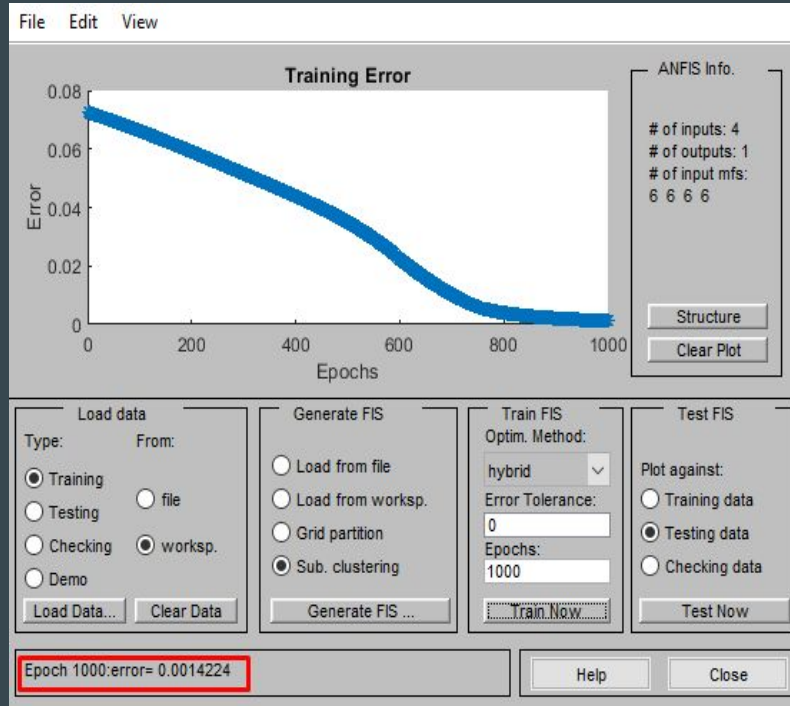 File Edit View
Training Error
0.08
0.06
0.04
0.02
0
Error
0 200 400 600 800 1000
Epochs
ANFIS Info.
# of inputs: 4
# of outputs: 1
# of input mfs:
6 6 6 6
Structure
Clear Plot
Load data
Type: From:
Training
Testing
Checking
Demo
file
worksp.
Load Data... Clear Data
Generate FIS
Load from file
Load from worksp.
Grid partition
Sub. clustering
Generate FIS ...
Train FIS
Optim. Method:
hybrid
Error Tolerance:
0
Epochs:
1000
Train Now
Test FIS
Plot against:
Training data
Testing data
Checking data
Test Now
Epoch 1000:error= 0.0014224
Help Close